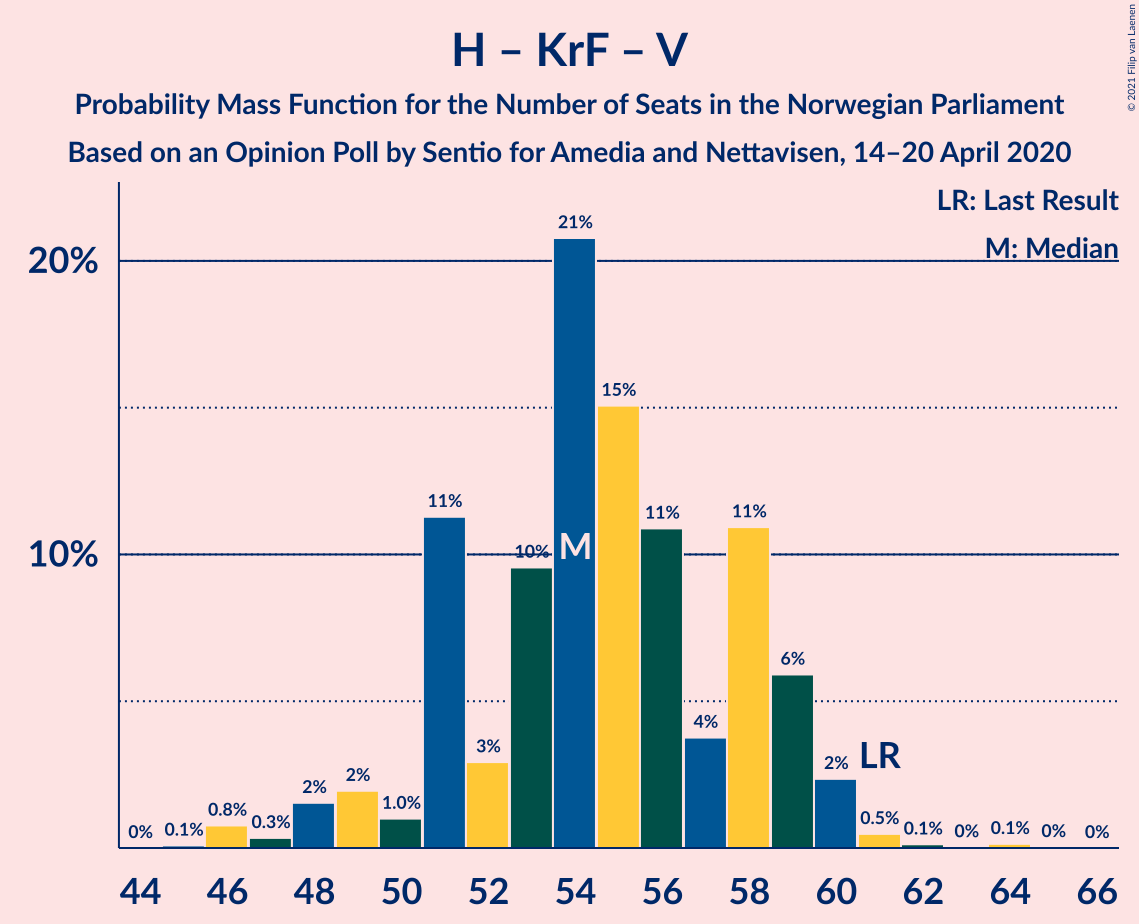 © 2021 Filip van Laenen
H – KrF – V
Probability Mass Function for the Number of Seats in the Norwegian Parliament
Based on an Opinion Poll by Sentio for Amedia and Nettavisen, 14–20 April 2020
LR: Last Result
M: Median
20%
10%
0%
0.1%
0.8%
0.3%
2%
2%
1.0%
11%
3%
10%
21%
M
15%
11%
4%
11%
6%
2%
LR
0.5%
0.1%
0%
0.1%
0%
0%
44 46 48 50 52 54 56 58 60 62 64 66